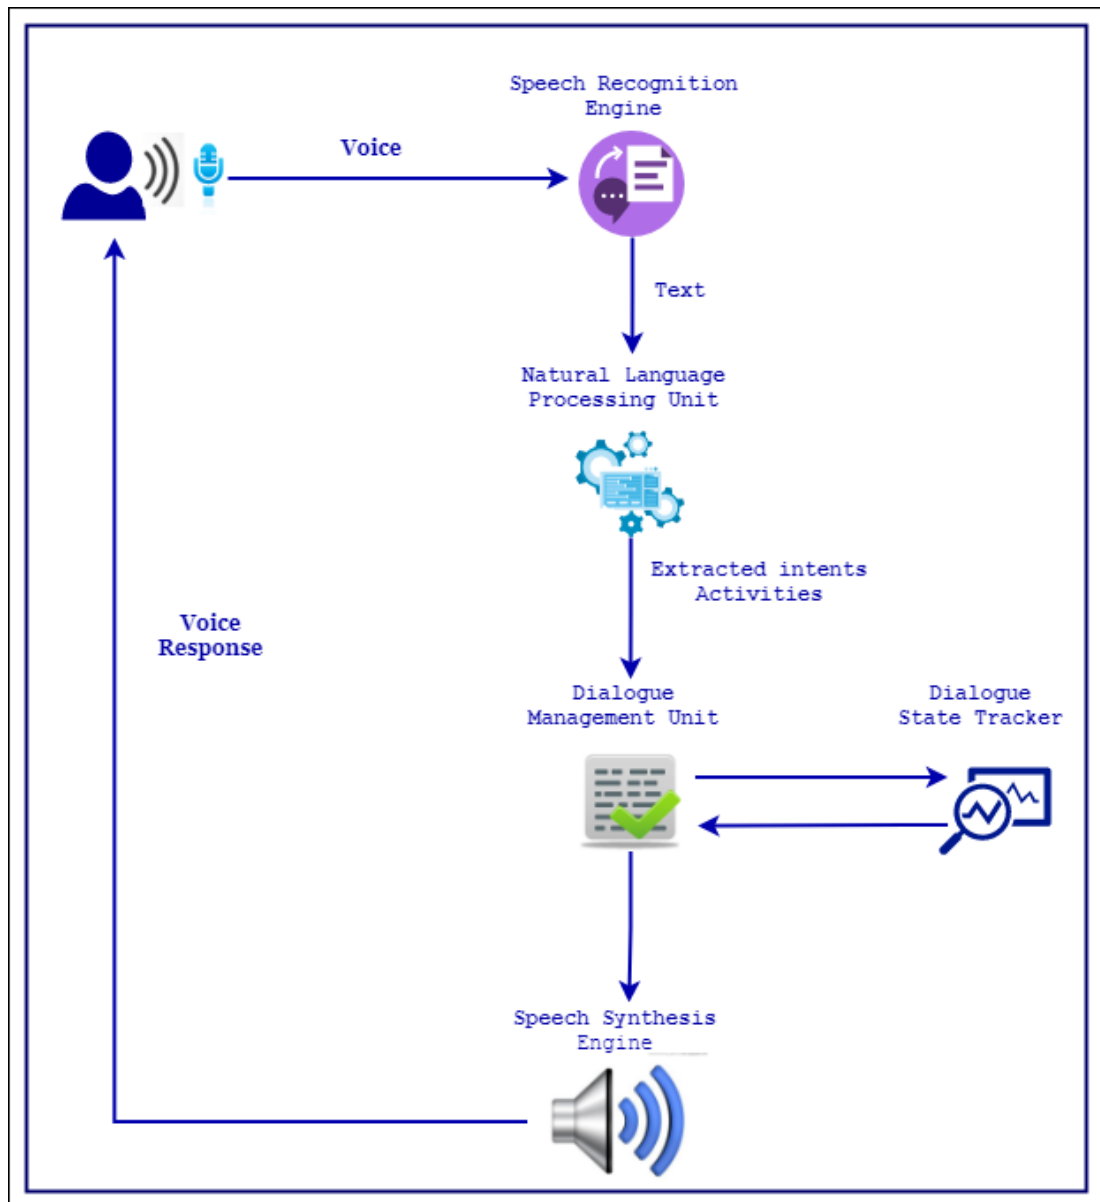 Speech Recognition
Engine
Voice
Text
Natural Language
Processing Unit
Extracted intents
Activities
Voice
Response
Dialogue
Management Unit
Dialogue
State Tracker
Speech Synthesis
Engine